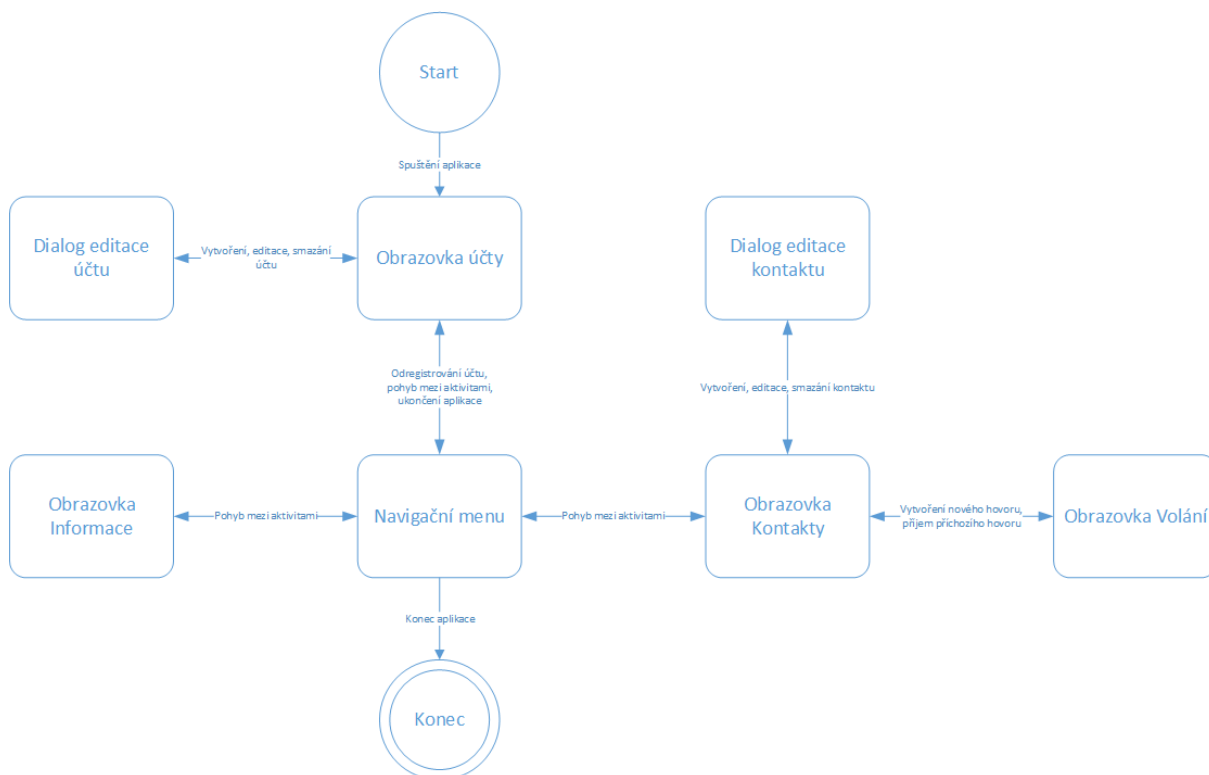 Start
Spuštění aplikace
Dialog editace
účtu
Vytvoření, editace, smazání
účtu
Obrazovka účty
Dialog editace
kontaktu
Odregistrování účtu,
pohyb mezi aktivitami,
ukončení aplikace
Vytvoření, editace, smazání kontaktu
Obrazovka
Informace
Pohyb mezi aktivitami
Navigační menu
Pohyb mezi aktivitami
Obrazovka
Kontakty
Vytvoření nového hovoru,
příjem příchozího hovoru
Obrazovka Volání
Konec aplikace
Konec